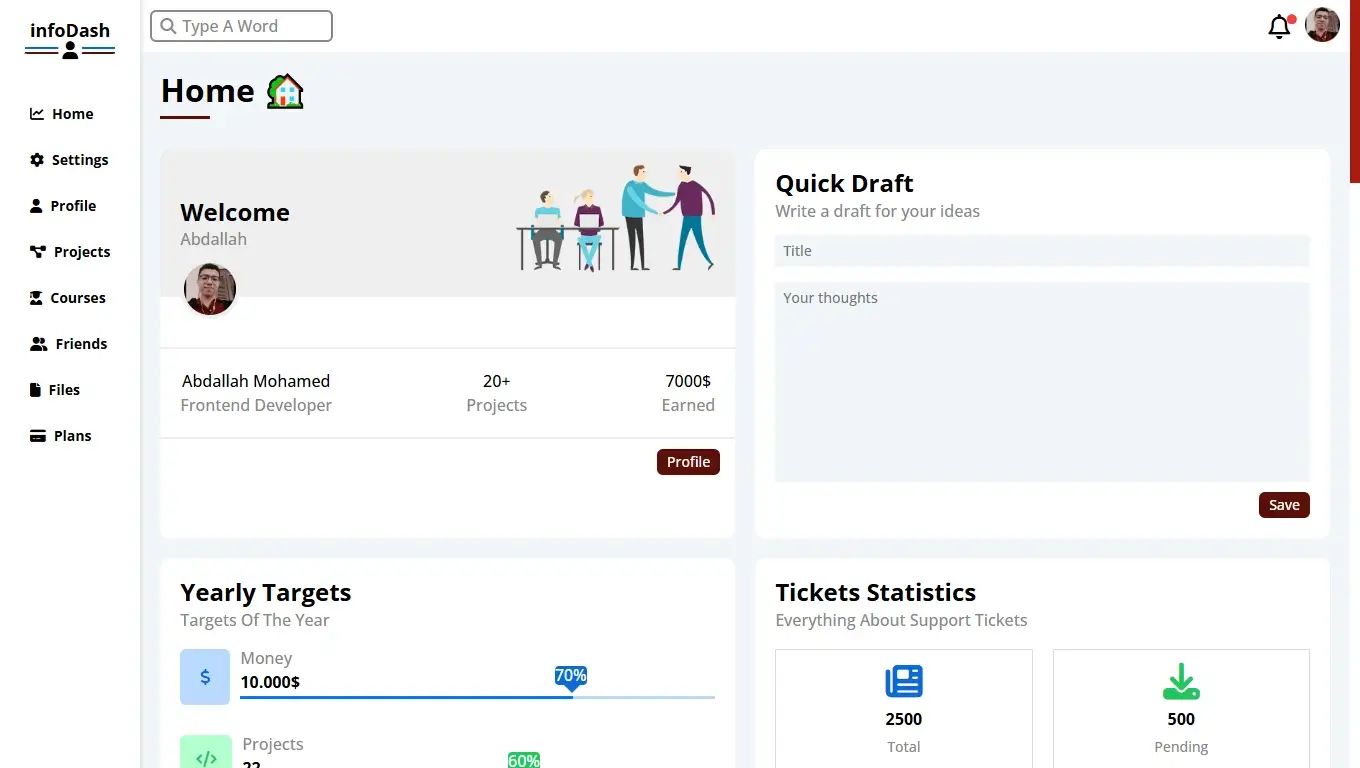 infoDash
Type A Word
Home
Settings
Profile
Projects
Courses
Friends
Files
Plans
Home
Welcome
Abdallah
Abdallah Mohamed
Frontend Developer
20+
Projects
7000$
Earned
Profile
Quick Draft
Write a draft for your ideas
Title
Your thoughts
Save
Yearly Targets
Targets Of The Year
$
Money
10.000$
70%
</>
Projects
22
60%
Tickets Statistics
Everything About Support Tickets
2500
Total
500
Pending